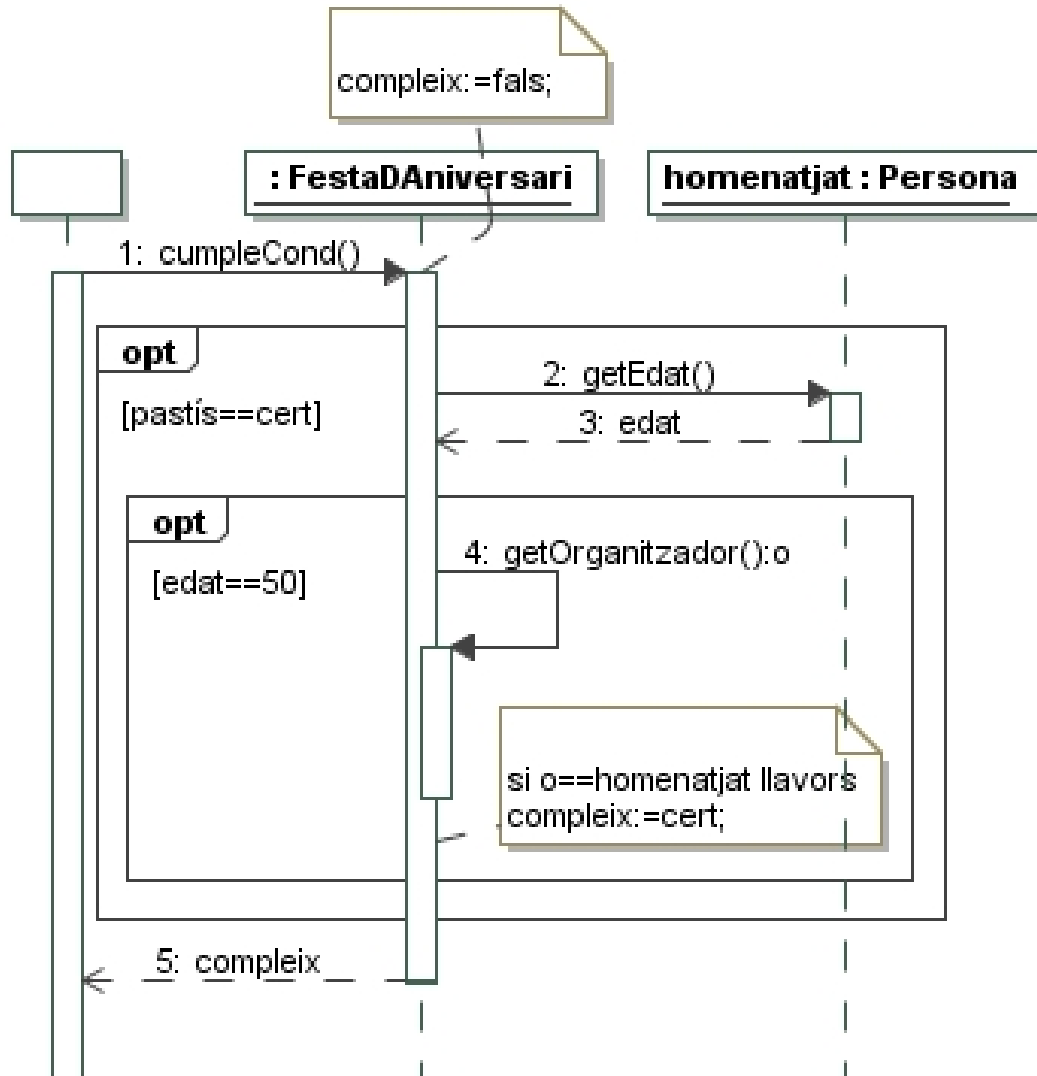 compleix:=fals;
: FestaDAniversari
homenatjat : Persona
1: cumpleCond()
opt
[pastís==cert]
2: getEdat()
3: edat
opt
[edat==50]
4: getOrganitzador():o
si o==homenatjat llavors
compleix:=cert;
5: compleix